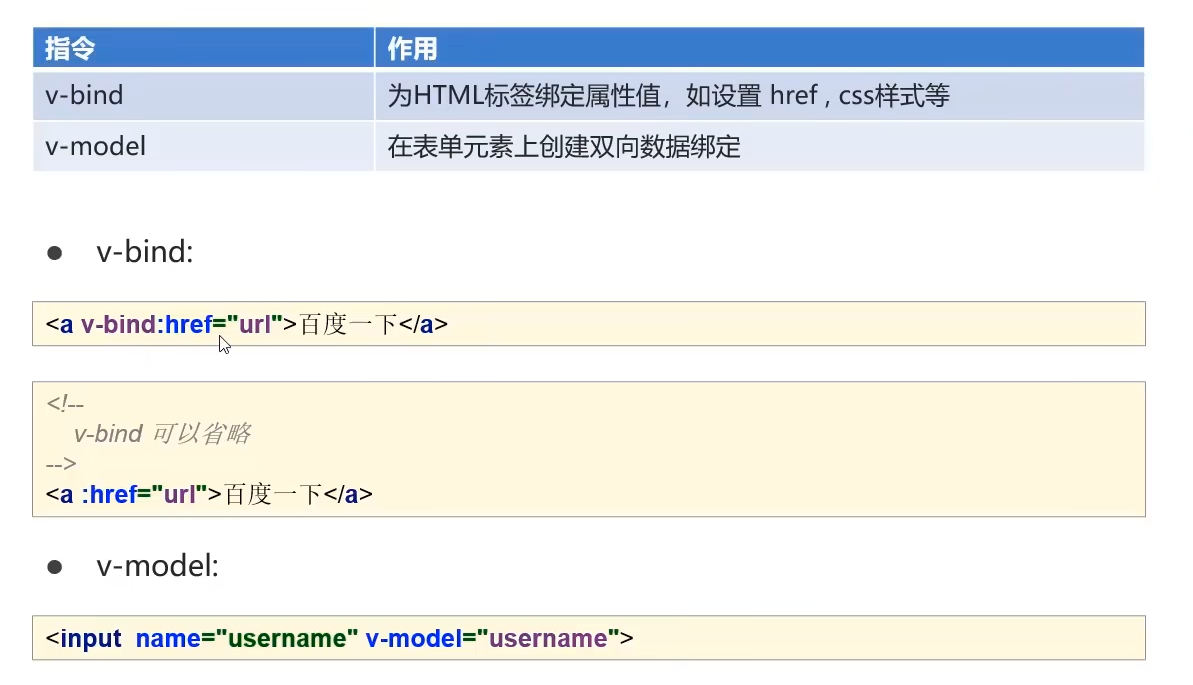 指令 作用
v-bind 为HTML标签绑定属性值，如设置 href , css样式等
v-model 在表单元素上创建双向数据绑定
● v-bind:
<a v-bind:href="url">百度一下</a>
<!--
v-bind 可以省略
-->
<a :href="url">百度一下</a>
● v-model:
<input name="username" v-model="username">